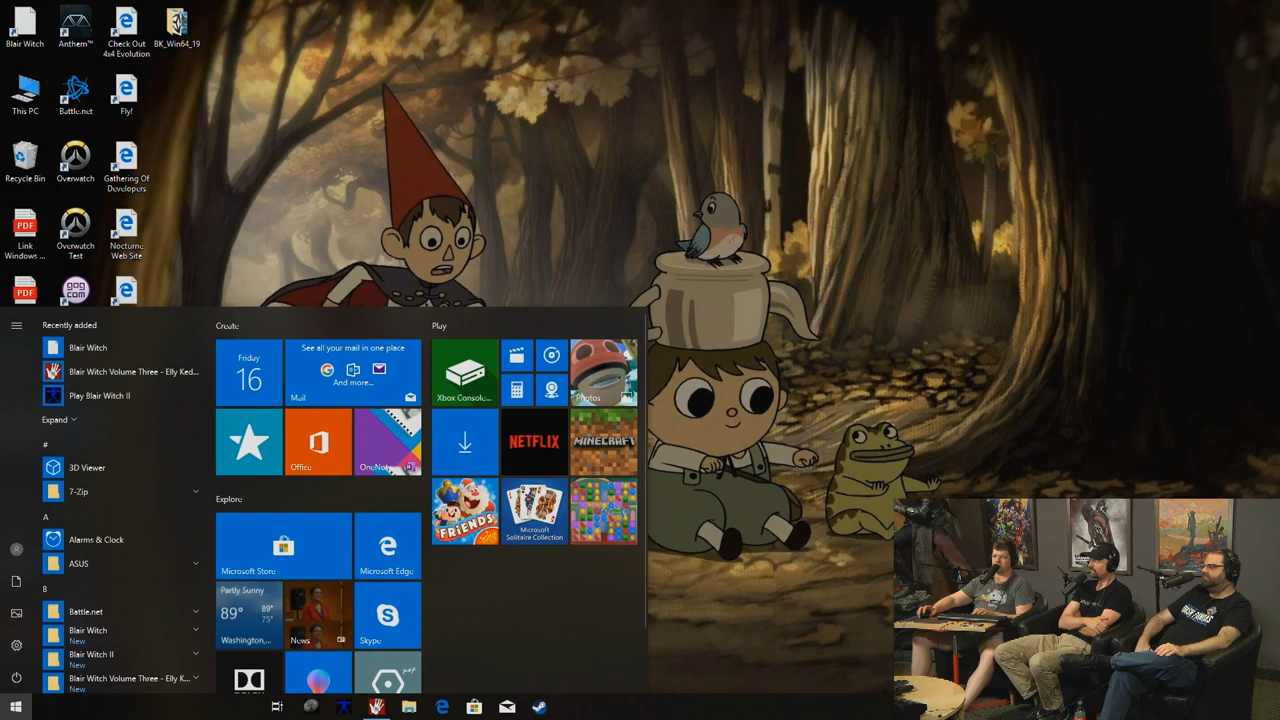 Blair Witch
Anthem™
Check Out
4x4 Evolution
BK_Win64_19
This PC
Battle.net
Fly!
Recycle Bin
Overwatch
Gathering Of
Developers
PDF
Link
Windows ...
Overwatch
Test
Nocturne
Web Site
PDF
gog
com
Recently added
Blair Witch
Blair Witch Volume Three - Elly Ked...
Play Blair Witch II
Expand
#
3D Viewer
7-Zip
A
Alarms & Clock
ASUS
B
Battle.net
Blair Witch
New
Blair Witch II
New
Blair Witch Volume Three - Elly K...
New
Create
Friday
16
See all your mail in one place
And more...
Mail
Office
OneNote
Explore
Microsoft Store
Microsoft Edge
Partly Sunny
89°
89°
75°
Washington,...
News
Skype
Play
Xbox Console...
Photos
NETFLIX
MINECRAFT
FRIENDS
Microsoft
Solitaire Collection